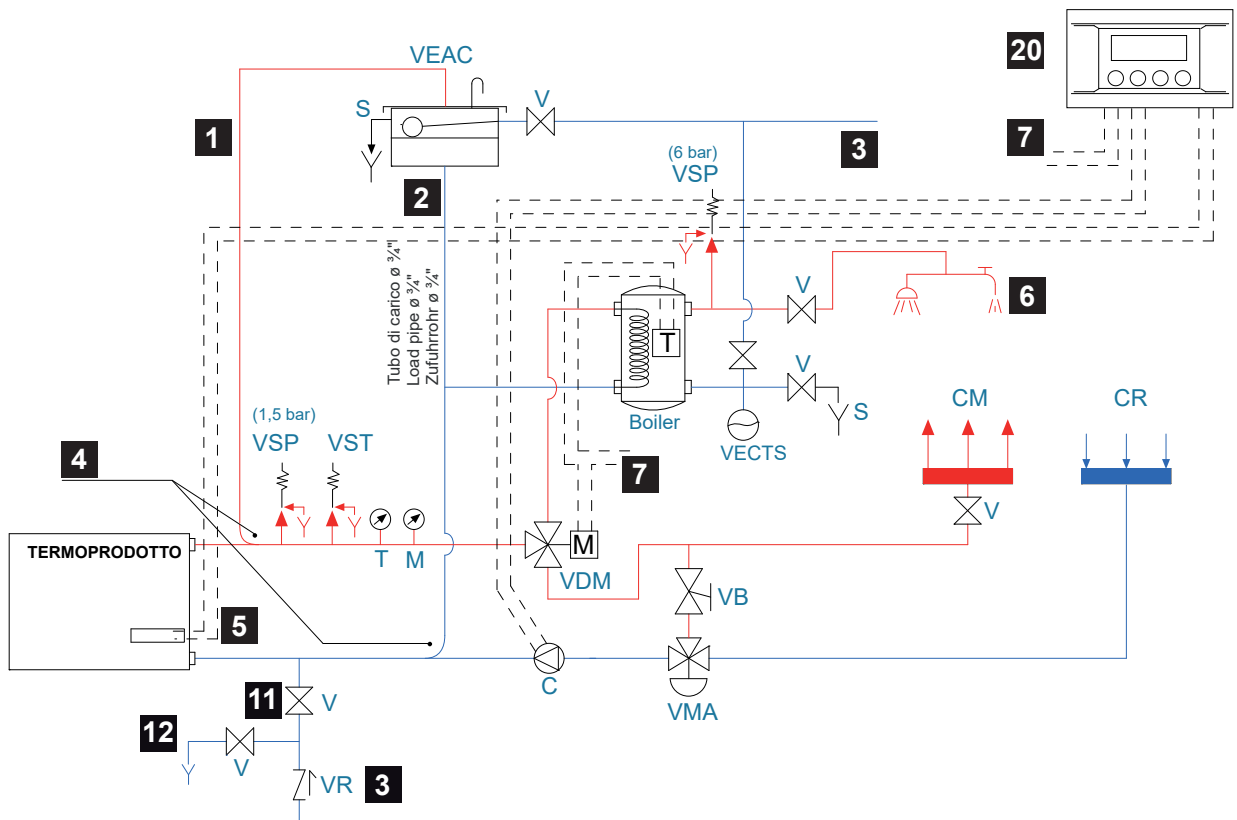 VEAC
20
S
V
1
3
7
(6 bar)
VSP
2
Tubo di carico ø ¾"
Load pipe ø ¾"
Zufuhrrohr ø ¾"
V
6
T
(1,5 bar)
VSP
VST
Boiler
V
S
VECTS
CM
CR
4
7
V
T
M
M
TERMOPRODOTTO
VDM
VB
5
C
VMA
11
V
12
V
VR
3